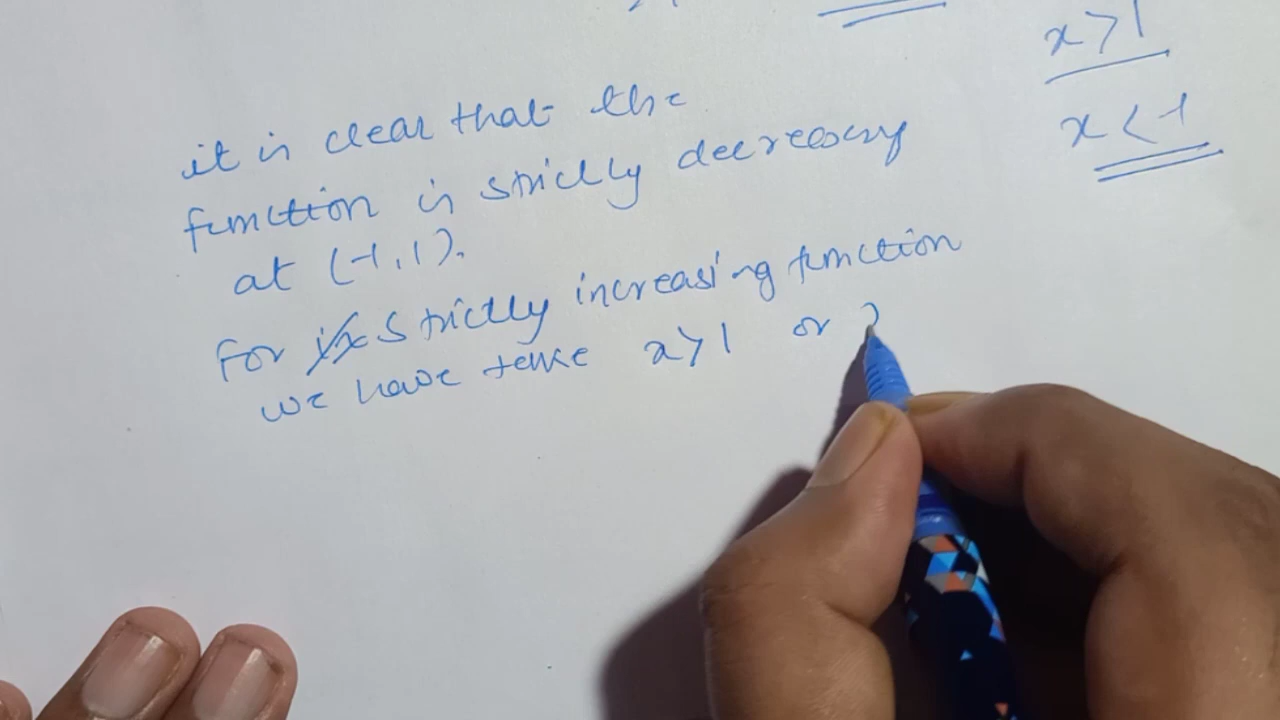 x>1
x<-1
it is clear that the
function is strictly decreasing
at (-1,1).
For strictly increasing function
we have take x>1 or